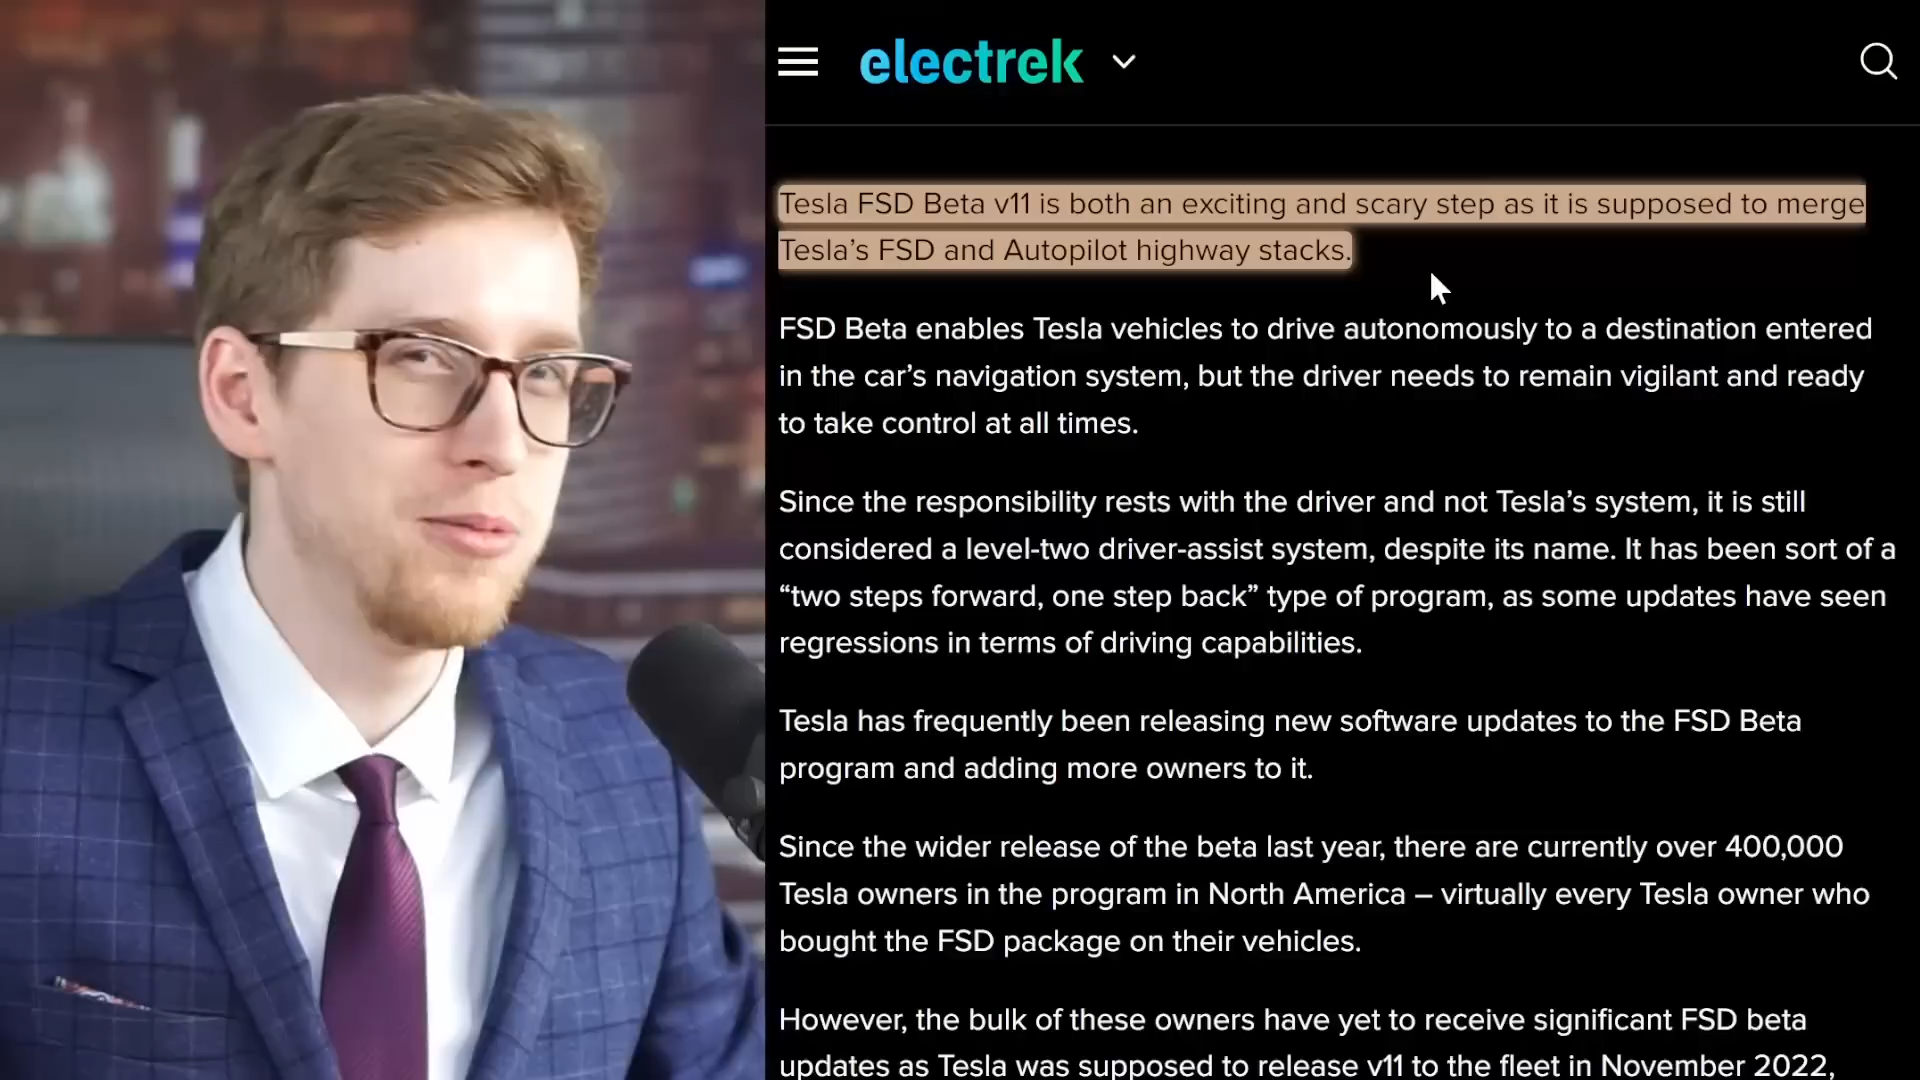 electrek
Tesla FSD Beta v11 is both an exciting and scary step as it is supposed to merge
Tesla’s FSD and Autopilot highway stacks.
FSD Beta enables Tesla vehicles to drive autonomously to a destination entered
in the car’s navigation system, but the driver needs to remain vigilant and ready
to take control at all times.
Since the responsibility rests with the driver and not Tesla’s system, it is still
considered a level-two driver-assist system, despite its name. It has been sort of a
“two steps forward, one step back” type of program, as some updates have seen
regressions in terms of driving capabilities.
Tesla has frequently been releasing new software updates to the FSD Beta
program and adding more owners to it.
Since the wider release of the beta last year, there are currently over 400,000
Tesla owners in the program in North America – virtually every Tesla owner who
bought the FSD package on their vehicles.
However, the bulk of these owners have yet to receive significant FSD beta
updates as Tesla was supposed to release v11 to the fleet in November 2022,